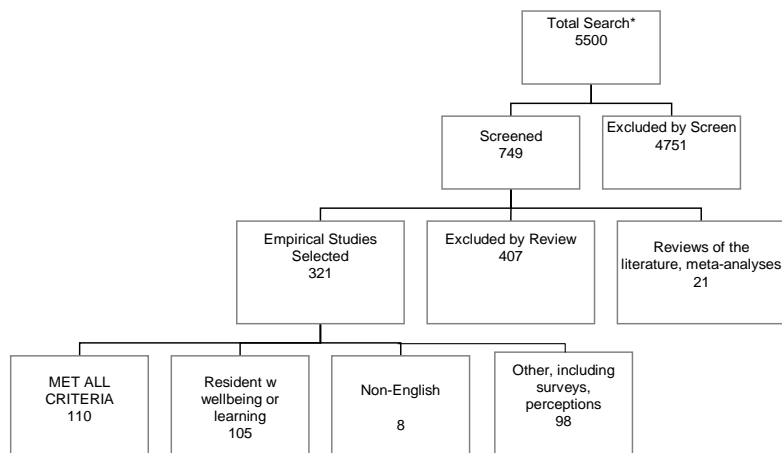 Total Search*
5500
Screened
749
Excluded by Screen
4751
Empirical Studies
Selected
321
Excluded by Review
407
Reviews of the
literature, meta-analyses
21
MET ALL
CRITERIA
110
Resident w
wellbeing or
learning
105
Non-English
8
Other, including
surveys,
perceptions
98